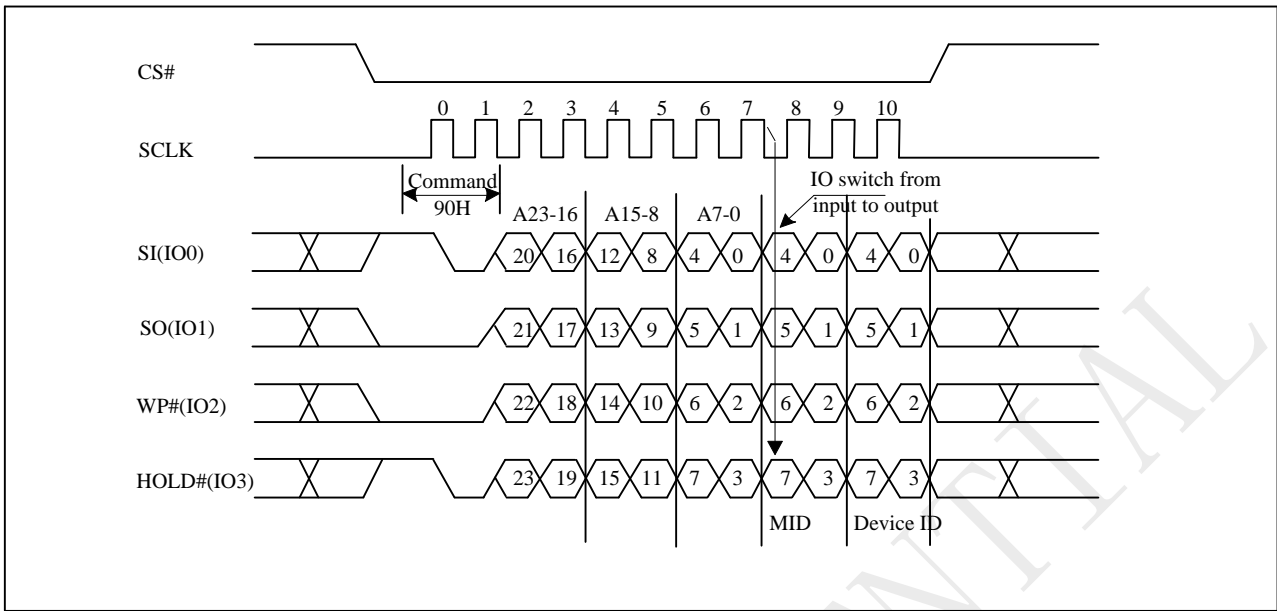 CS#
0 1 2 3 4 5 6 7 8 9 10
SCLK
Command
90H
IO switch from
input to output
A23-16 A15-8 A7-0
SI(IO0) 20 16 12 8 4 0 4 0 4 0
SO(IO1) 21 17 13 9 5 1 5 1 5 1
WP#(IO2) 22 18 14 10 6 2 6 2 6 2
HOLD#(IO3) 23 19 15 11 7 3 7 3 7 3
MID Device ID